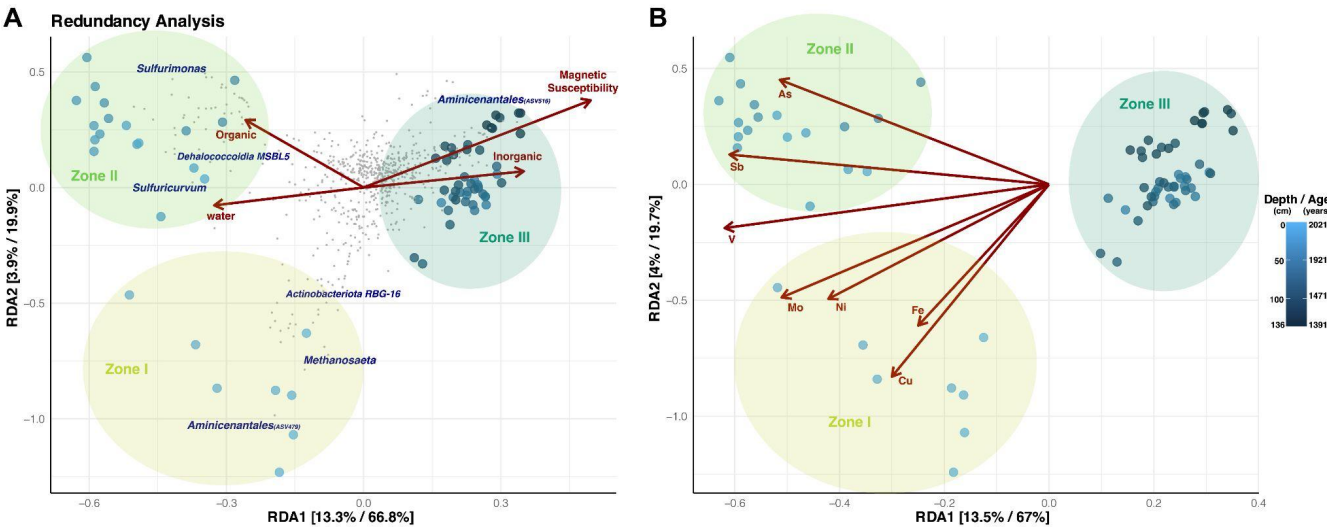 A
Redundancy Analysis
RDA2 [3.9% / 19.9%]
0.5
0.0
−0.5
−1.0
−0.6
−0.3
0.0
0.3
RDA1 [13.3% / 66.8%]
Sulfurimonas
Magnetic
Susceptibility
Aminicenantales(ASV516)
Organic
Inorganic
Dehalococcoidia MSBL5
Zone II
Sulfuricurvum
water
Zone III
Actinobacteriota RBG-16
Methanosaeta
Zone I
Aminicenantales(ASV479)
B
RDA2 [4% / 19.7%]
0.5
0.0
−0.5
−1.0
−0.6
−0.4
−0.2
0.0
0.2
0.4
RDA1 [13.5% / 67%]
Zone II
As
Zone III
Sb
V
Mo
Ni
Fe
Cu
Zone I
Depth / Age
(cm) (years)
0 2021
50 1921
100 1471
136 1391